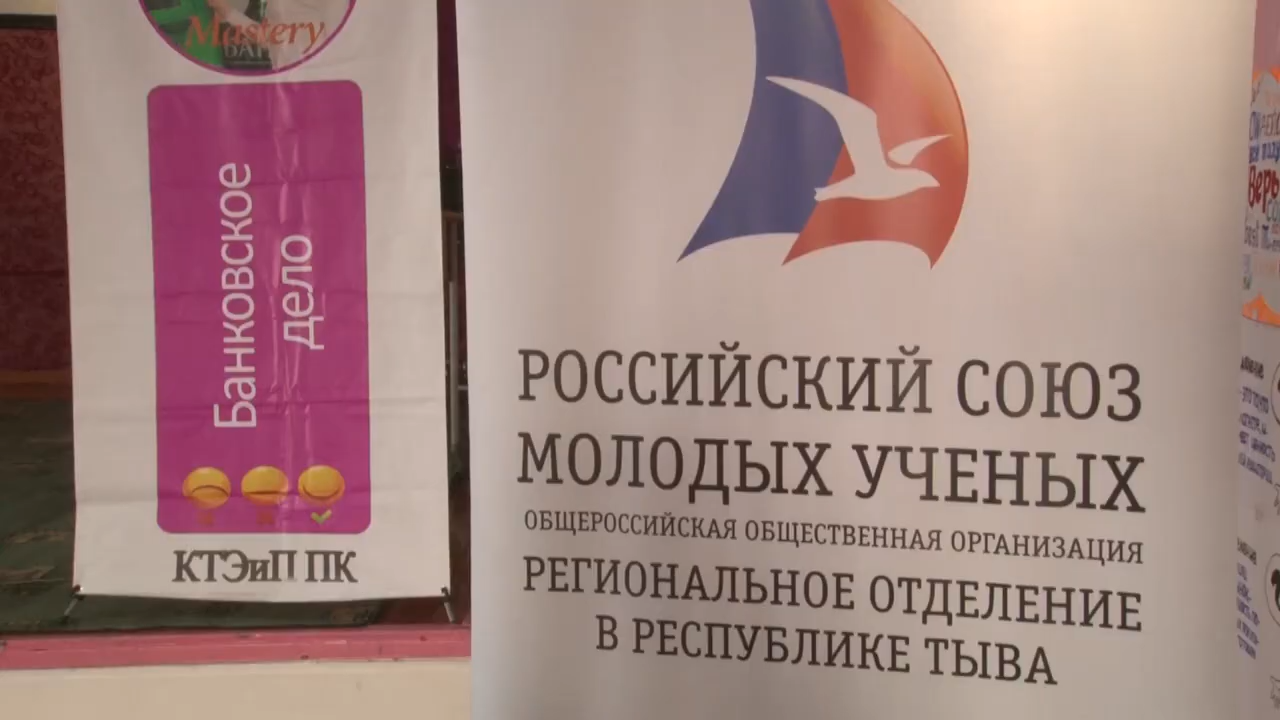 Mastery
Банковское
дело
КТЭиП ПК
РОССИЙСКИЙ СОЮЗ
МОЛОДЫХ УЧЕНЫХ
ОБЩЕРОССИЙСКАЯ ОБЩЕСТВЕННАЯ ОРГАНИЗАЦИЯ
РЕГИОНАЛЬНОЕ ОТДЕЛЕНИЕ
В РЕСПУБЛИКЕ ТЫВА